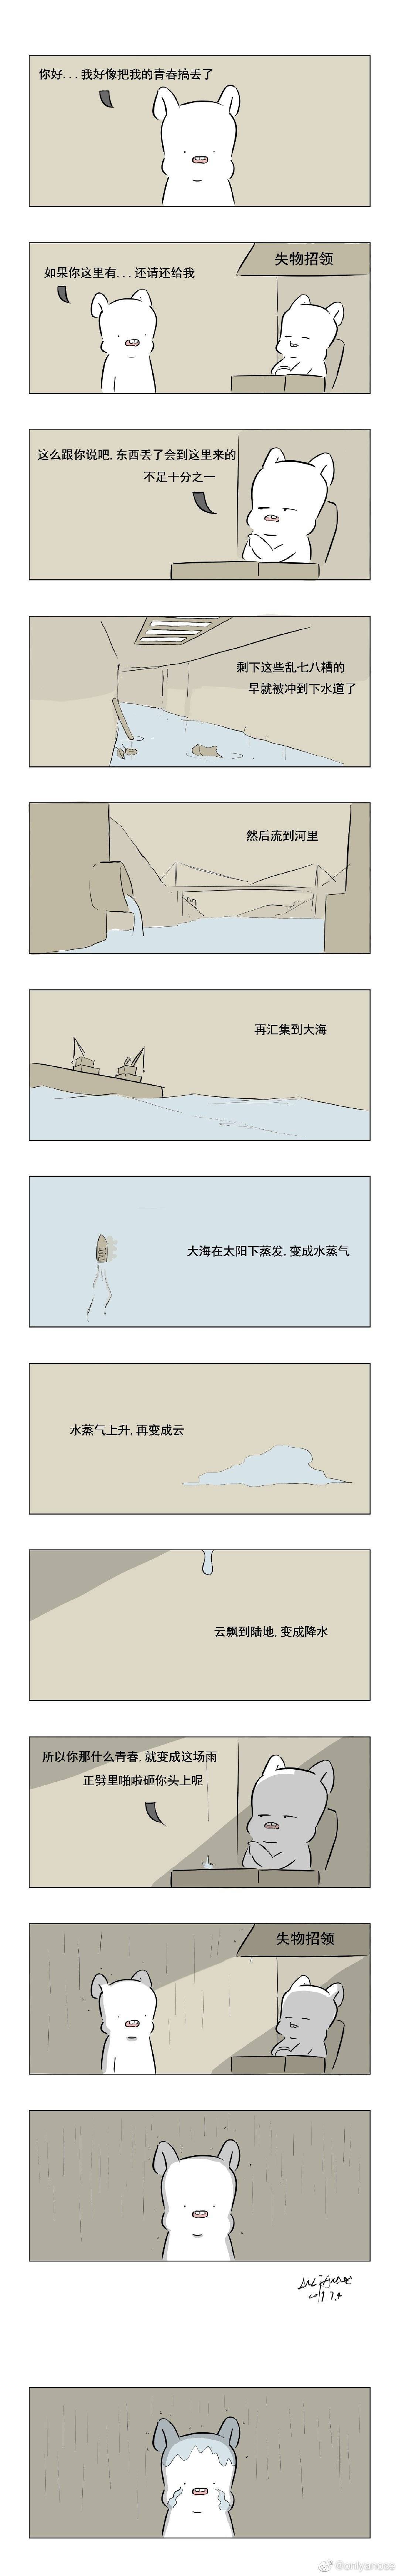 你好...我好像把我的青春搞丢了
失物招领
如果你这里有...还请还给我
这么跟你说吧,东西丢了会到这里来的
不足十分之一
剩下这些乱七八糟的
早就被冲到下水道了
然后流到河里
再汇集到大海
大海在太阳下蒸发,变成水蒸气
水蒸气上升,再变成云
云飘到陆地,变成降水
所以你那什么青春,就变成这场雨
正劈里啪啦砸你头上呢
失物招领
@onlyanose